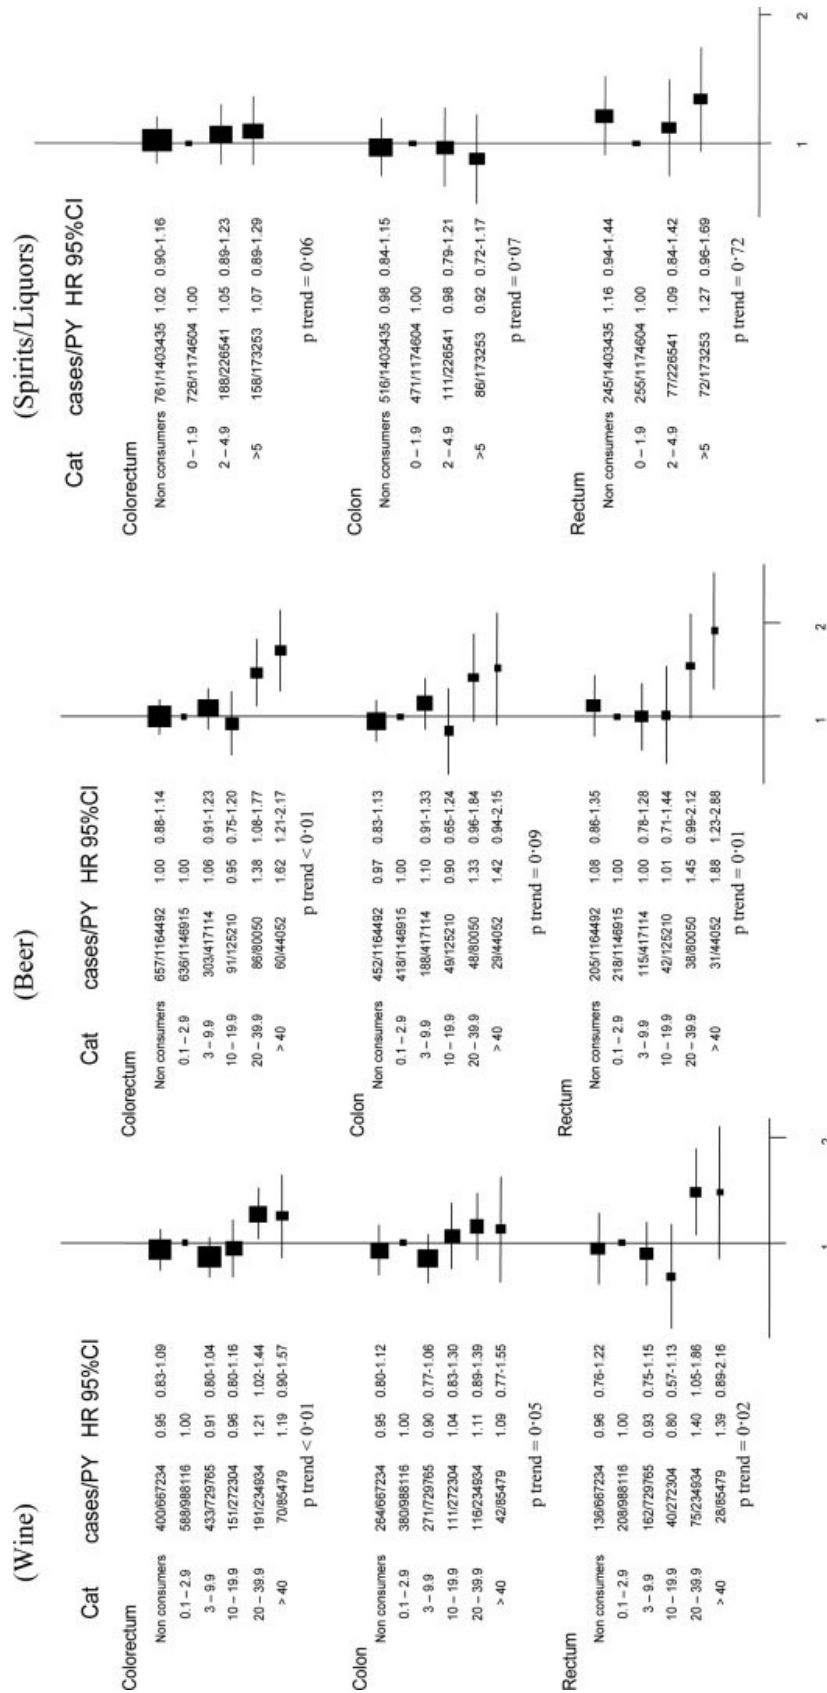 (Wine)
Cat cases/PY HR 95%CI
Colorectum
Non consumers 400/667234 0.95 0.83-1.09
0.1 – 2.9 588/988116 1.00
3 – 9.9 433/729765 0.91 0.80-1.04
10 – 19.9 151/272304 0.96 0.80-1.16
20 – 39.9 191/234934 1.21 1.02-1.44
> 40 70/85479 1.19 0.90-1.57
p trend < 0·01
Colon
Non consumers 264/667234 0.95 0.80-1.12
0.1 – 2.9 380/988116 1.00
3 – 9.9 271/729765 0.90 0.77-1.06
10 – 19.9 111/272304 1.04 0.83-1.30
20 – 39.9 116/234934 1.11 0.89-1.39
> 40 42/85479 1.09 0.77-1.55
p trend = 0·05
Rectum
Non consumers 136/667234 0.96 0.76-1.22
0.1 – 2.9 208/988116 1.00
3 – 9.9 162/729765 0.93 0.75-1.15
10 – 19.9 40/272304 0.80 0.57-1.13
20 – 39.9 75/234934 1.40 1.05-1.86
> 40 28/85479 1.39 0.89-2.16
p trend = 0·02
1 2
(Beer)
Cat cases/PY HR 95%CI
Colorectum
Non consumers 657/1164492 1.00 0.88-1.14
0.1 – 2.9 636/1146915 1.00
3 – 9.9 303/417114 1.06 0.91-1.23
10 – 19.9 91/125210 0.95 0.75-1.20
20 – 39.9 86/80050 1.38 1.08-1.77
> 40 60/44052 1.62 1.21-2.17
p trend < 0·01
Colon
Non consumers 452/1164492 0.97 0.83-1.13
0.1 – 2.9 418/1146915 1.00
3 – 9.9 188/417114 1.10 0.91-1.33
10 – 19.9 49/125210 0.90 0.65-1.24
20 – 39.9 48/80050 1.33 0.96-1.84
> 40 29/44052 1.42 0.94-2.15
p trend = 0·09
Rectum
Non consumers 205/1164492 1.08 0.86-1.35
0.1 – 2.9 218/1146915 1.00
3 – 9.9 115/417114 1.00 0.78-1.28
10 – 19.9 42/125210 1.01 0.71-1.44
20 – 39.9 38/80050 1.45 0.99-2.12
> 40 31/44052 1.88 1.23-2.88
p trend = 0·01
1 2
(Spirits/Liquors)
Cat cases/PY HR 95%CI
Colorectum
Non consumers 761/1403435 1.02 0.90-1.16
0 – 1.9 726/1174604 1.00
2 – 4.9 188/226541 1.05 0.89-1.23
>5 158/173253 1.07 0.89-1.29
p trend = 0·06
Colon
Non consumers 516/1403435 0.98 0.84-1.15
0 – 1.9 471/1174604 1.00
2 – 4.9 111/226541 0.98 0.79-1.21
>5 86/173253 0.92 0.72-1.17
p trend = 0·07
Rectum
Non consumers 245/1403435 1.16 0.94-1.44
0 – 1.9 255/1174604 1.00
2 – 4.9 77/226541 1.09 0.84-1.42
>5 72/173253 1.27 0.96-1.69
p trend = 0·72
1 2